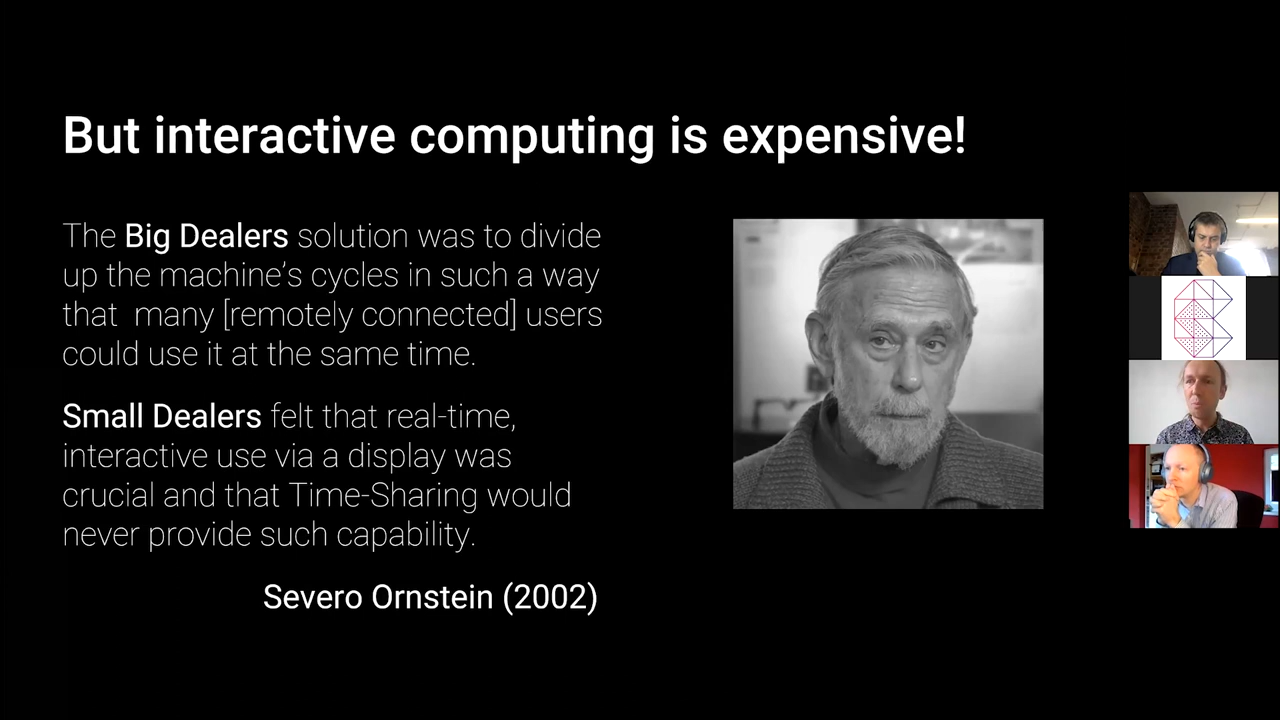 But interactive computing is expensive!
The Big Dealers solution was to divide
up the machine’s cycles in such a way
that  many [remotely connected] users
could use it at the same time.
Small Dealers felt that real-time,
interactive use via a display was
crucial and that Time-Sharing would
never provide such capability.
Severo Ornstein (2002)